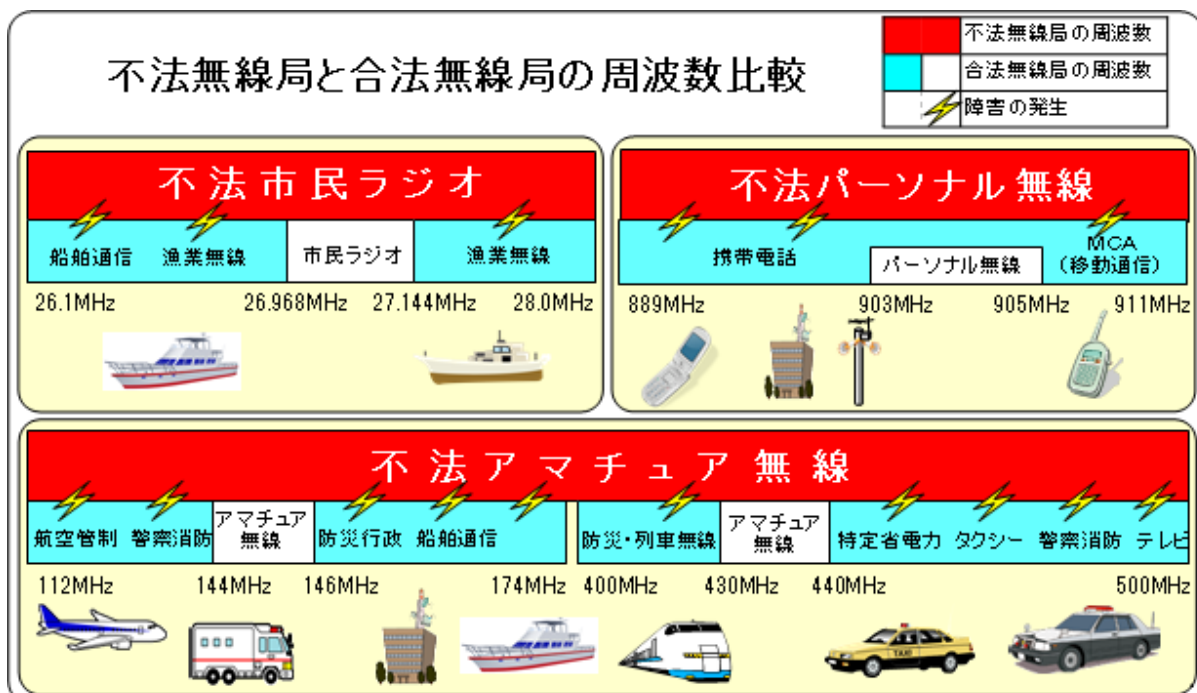 不法無線局と合法無線局の周波数比較
不法無線局の周波数
合法無線局の周波数
障害の発生
不法市民ラジオ
船舶通信 漁業無線 市民ラジオ 漁業無線
26.1MHz 26.968MHz 27.144MHz 28.0MHz
不法パーソナル無線
携帯電話 パーソナル無線 MCA
(移動通信)
889MHz 903MHz 905MHz 911MHz
不法アマチュア無線
航空管制 警察消防 アマチュア
無線 防災行政 船舶通信 防災・列車無線 アマチュア
無線 特定省電力 タクシー 警察消防 テレビ
112MHz 144MHz 146MHz 174MHz 400MHz 430MHz 440MHz 500MHz
TAXI